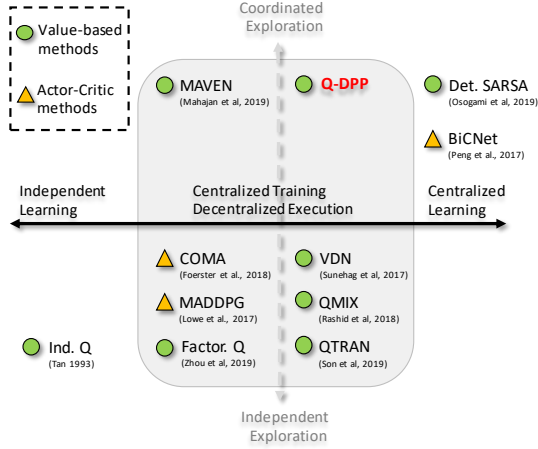 Coordinated
Exploration
Value-based
methods
Actor-Critic
methods
MAVEN
(Mahajan et al, 2019)
Q-DPP
Det. SARSA
(Osogami et al, 2019)
BiCNet
(Peng et al., 2017)
Independent
Learning
Centralized Training
Decentralized Execution
Centralized
Learning
COMA
(Foerster et al., 2018)
VDN
(Sunehag et al, 2017)
MADDPG
(Lowe et al., 2017)
QMIX
(Rashid et al, 2018)
Ind. Q
(Tan 1993)
Factor. Q
(Zhou et al, 2019)
QTRAN
(Son et al, 2019)
Independent
Exploration